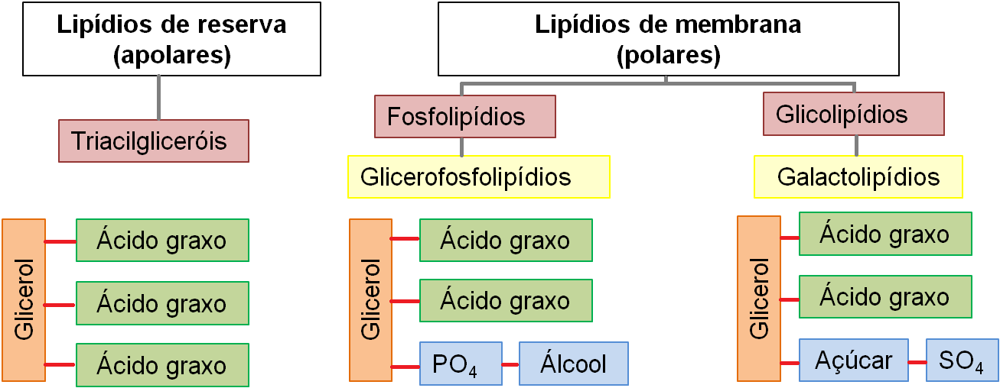 Lipídios de reserva
(apolares)
Triacilgliceróis
Glicerol
Ácido graxo
Ácido graxo
Ácido graxo
Lipídios de membrana
(polares)
Fosfolipídios
Glicerofosfolipídios
Glicerol
Ácido graxo
Ácido graxo
PO4
Álcool
Glicolipídios
Galactolipídios
Glicerol
Ácido graxo
Ácido graxo
Açúcar
SO4